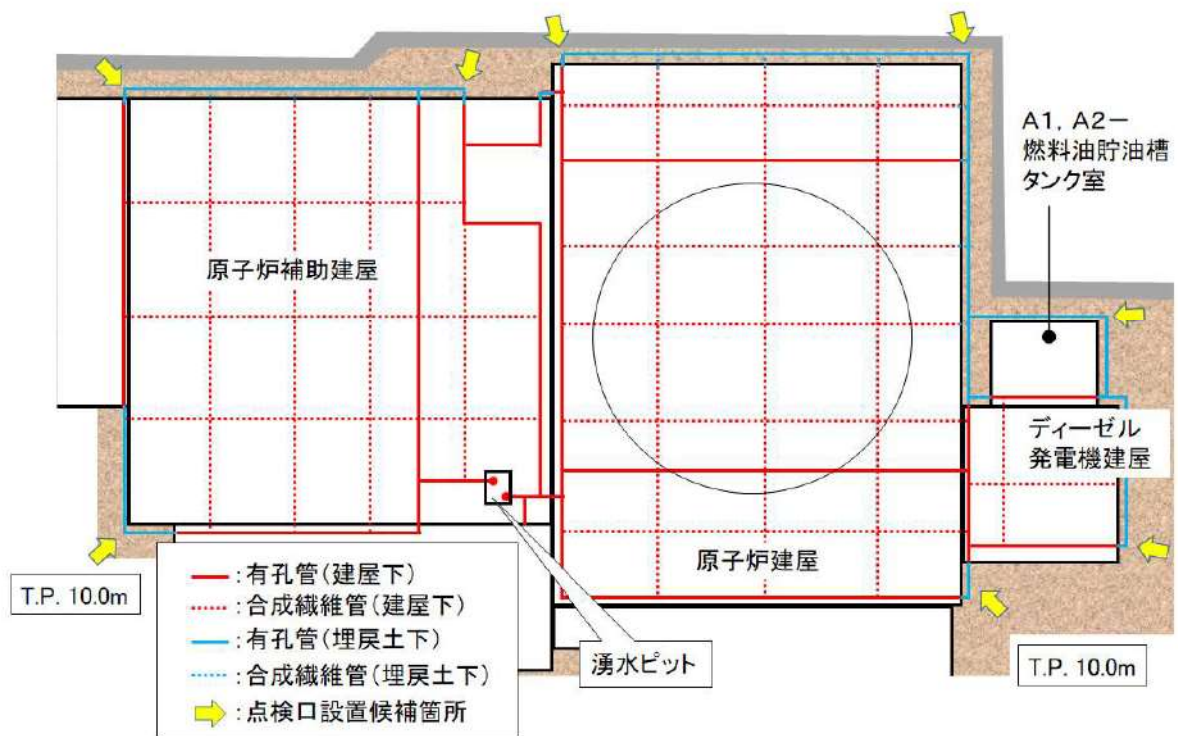 A1, A2-
燃料油貯油槽
タンク室
原子炉補助建屋
ディーゼル
発電機建屋
原子炉建屋
T.P. 10.0m
━:有孔管(建屋下)
┅:合成繊維管(建屋下)
━:有孔管(埋戻土下)
┅:合成繊維管(埋戻土下)
:点検口設置候補箇所
湧水ピット
T.P. 10.0m